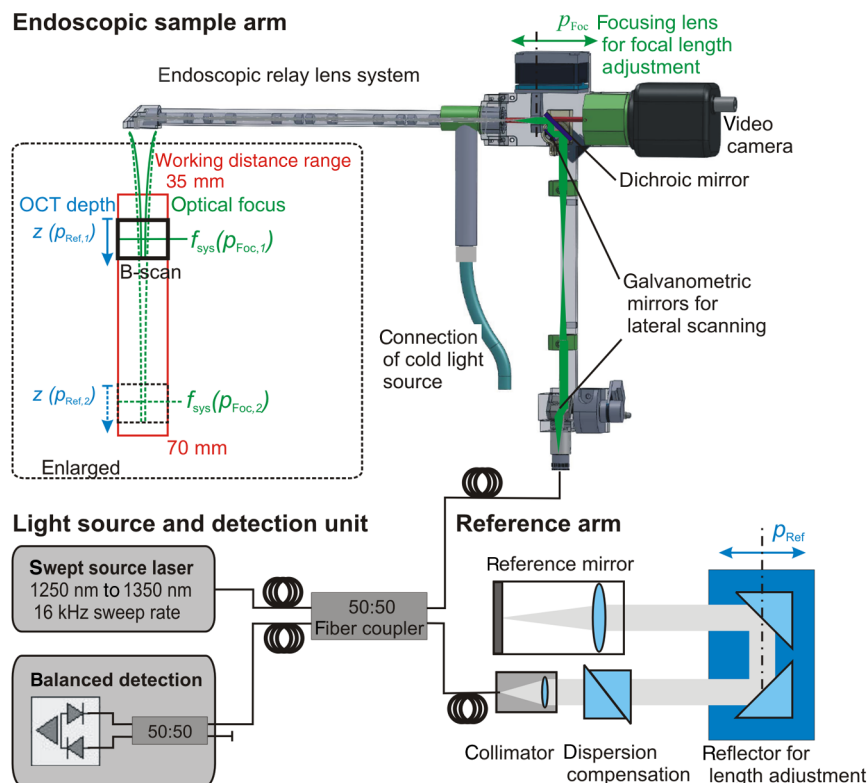 Endoscopic sample arm
p_Foc Focusing lens
for focal length
adjustment
Endoscopic relay lens system
Video
camera
Dichroic mirror
Working distance range
35 mm
OCT depth
Optical focus
z (p_Ref,1)
f_sys(p_Foc,1)
B-scan
Galvanometric
mirrors for
lateral scanning
Connection
of cold light
source
z (p_Ref,2)
f_sys(p_Foc,2)
70 mm
Enlarged
Light source and detection unit
Swept source laser
1250 nm to 1350 nm
16 kHz sweep rate
50:50
Fiber coupler
Balanced detection
50:50
Reference arm
p_Ref
Reference mirror
Collimator
Dispersion
compensation
Reflector for
length adjustment